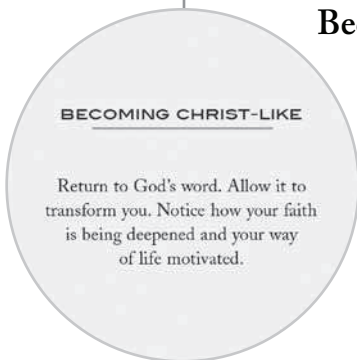 Bec
BECOMING CHRIST-LIKE
Return to God's word. Allow it to
transform you. Notice how your faith
is being deepened and your way
of life motivated.